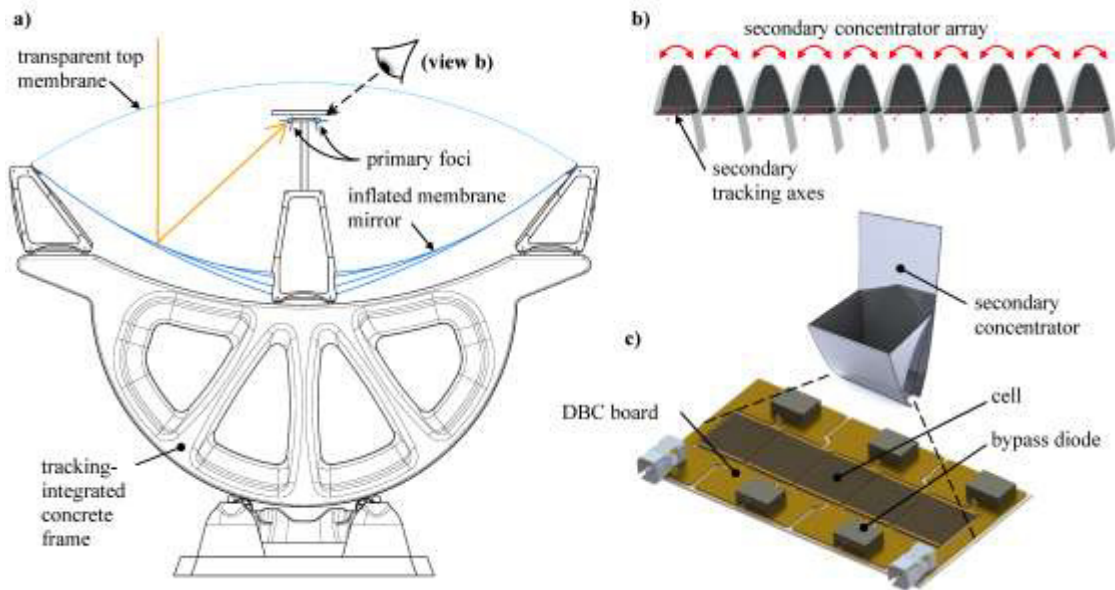 a)
transparent top
membrane
(view b)
primary foci
inflated membrane
mirror
tracking-
integrated
concrete
frame
b)
secondary concentrator array
secondary
tracking axes
secondary
concentrator
c)
DBC board
cell
bypass diode